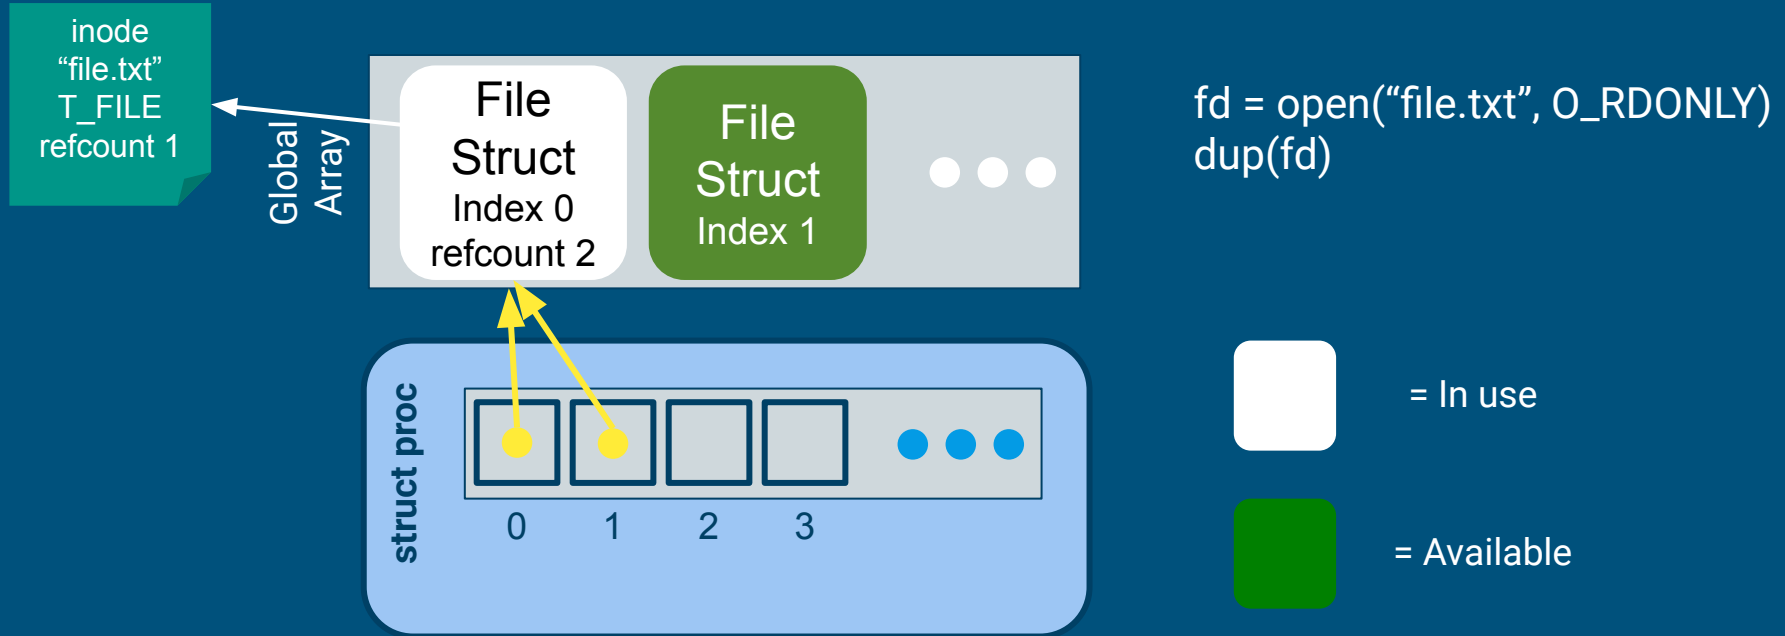 inode
“file.txt”
T_FILE
refcount 1
Global
Array
File
Struct
Index 0
refcount 2
File
Struct
Index 1
fd = open(“file.txt”, O_RDONLY)
dup(fd)
struct proc
0 1 2 3
= In use
= Available